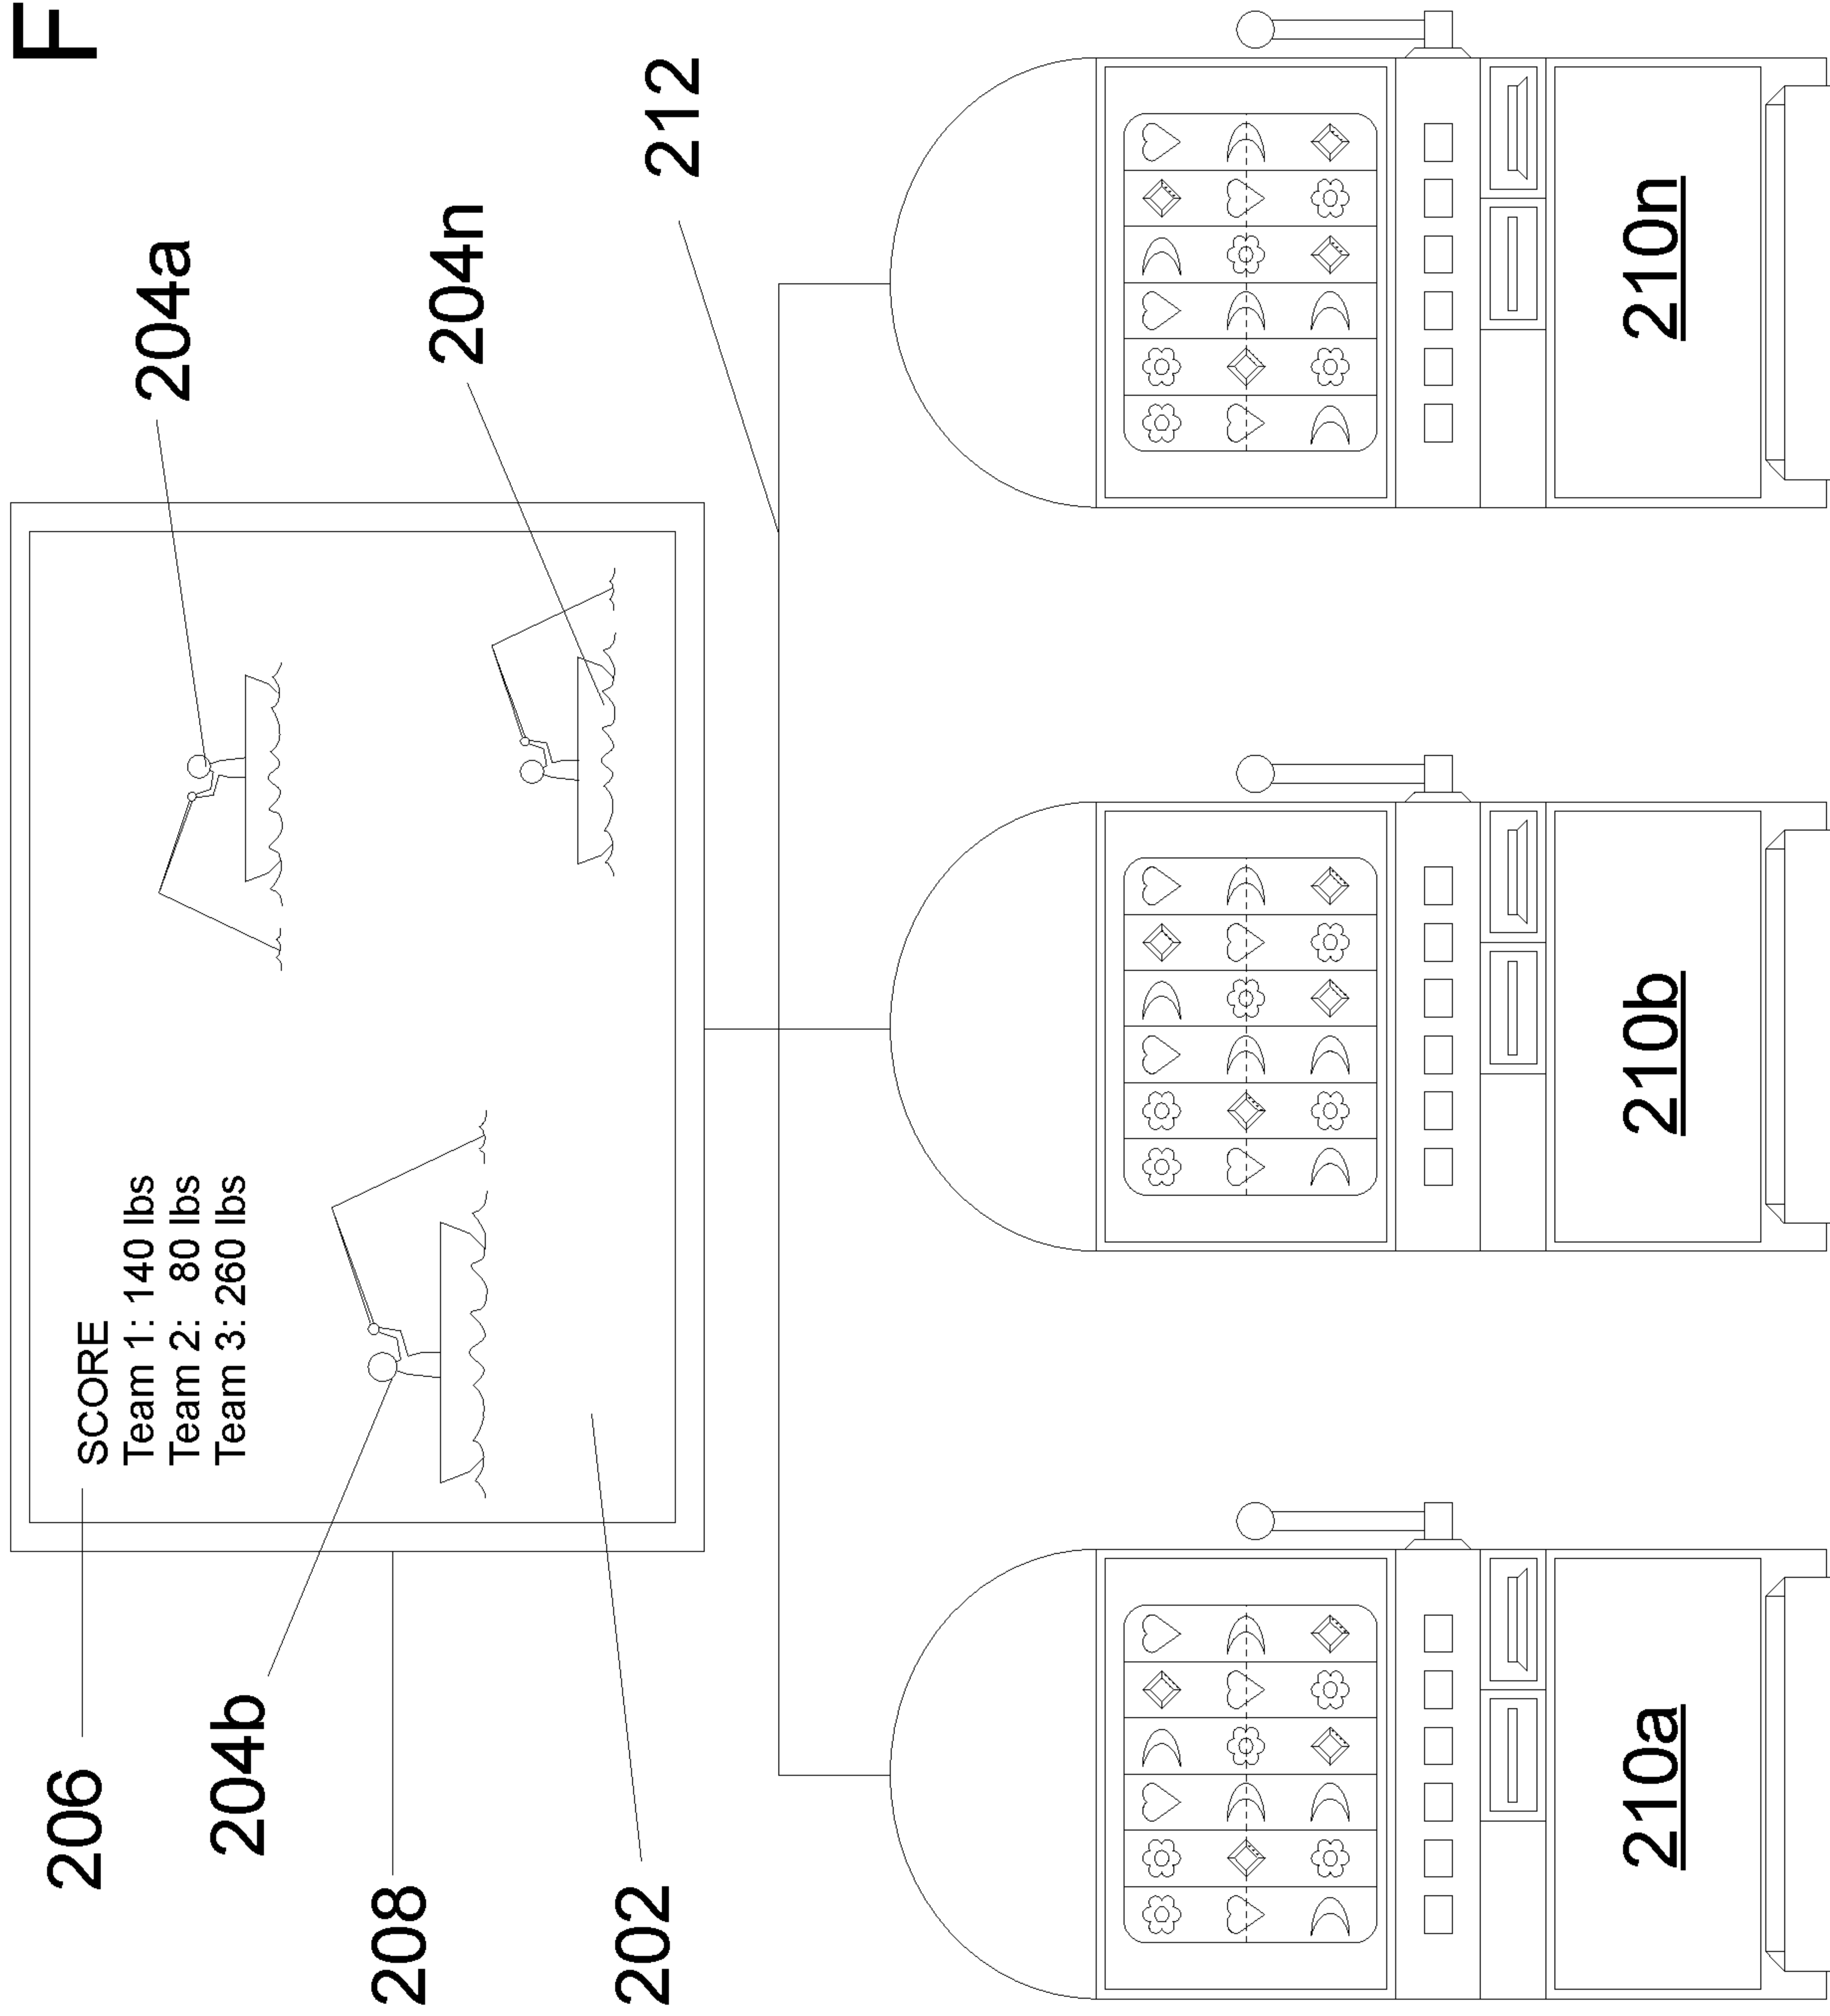 F
206
SCORE
Team 1: 140 lbs
Team 2: 80 lbs
Team 3: 260 lbs
204a
204b
204n
208
202
212
210a
210b
210n